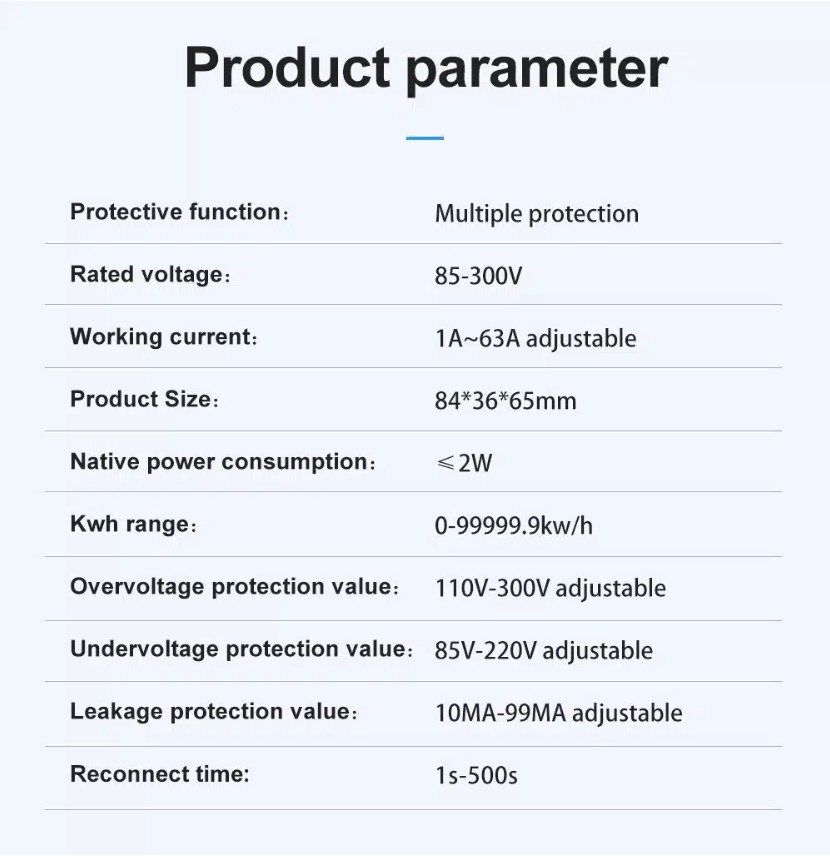 Product parameter
Protective function： Multiple protection
Rated voltage： 85-300V
Working current： 1A~63A adjustable
Product Size： 84*36*65mm
Native power consumption： ≤2W
Kwh range： 0-99999.9kw/h
Overvoltage protection value： 110V-300V adjustable
Undervoltage protection value： 85V-220V adjustable
Leakage protection value： 10MA-99MA adjustable
Reconnect time: 1s-500s